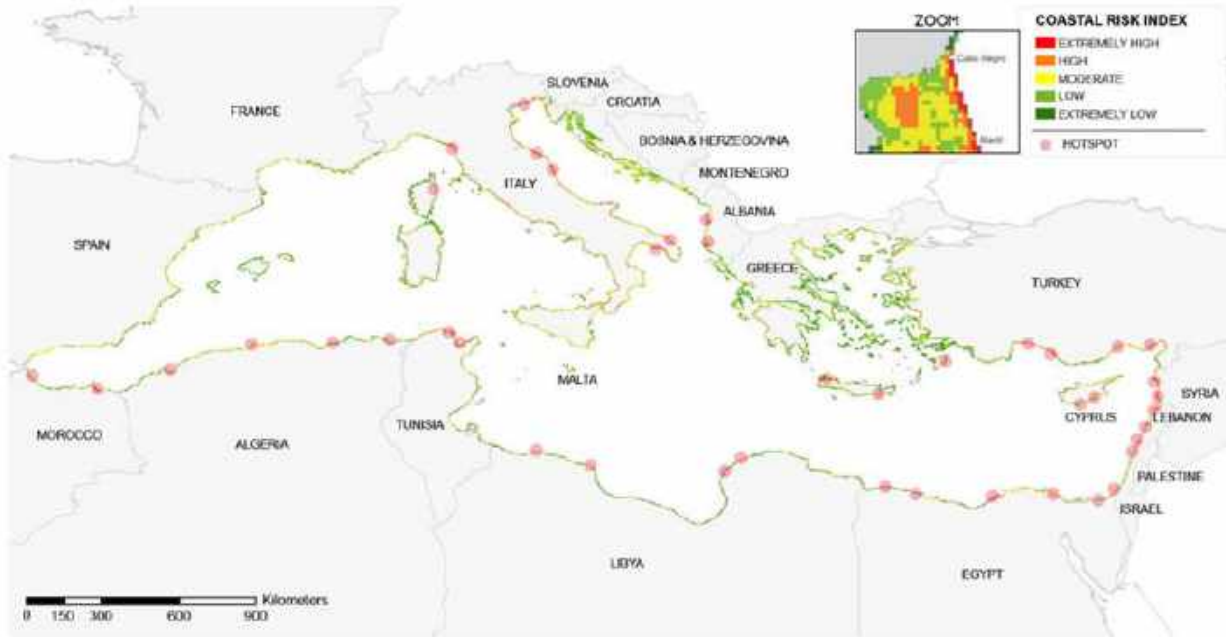 ZOOM
Cabo Negro
COASTAL RISK INDEX
EXTREMELY HIGH
HIGH
MODERATE
LOW
EXTREMELY LOW
HOTSPOT
SLOVENIA
CROATIA
FRANCE
BOSNIA & HERZEGOVINA
MONTENEGRO
ITALY
ALBANIA
SPAIN
GREECE
TURKEY
MALTA
SYRIA
CYPRUS
LEBANON
TUNISIA
MOROCCO
ALGERIA
PALESTINE
ISRAEL
LIBYA
EGYPT
Kilometers
0 150 300 600 900